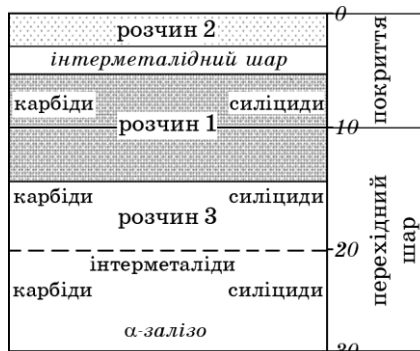 розчин 2
інтерметалідний шар
карбіди силіциди
розчин 1
карбіди силіциди
розчин 3
інтерметаліди
карбіди силіциди
α-залізо
0
10
20
30
покриття
перехідний
шар